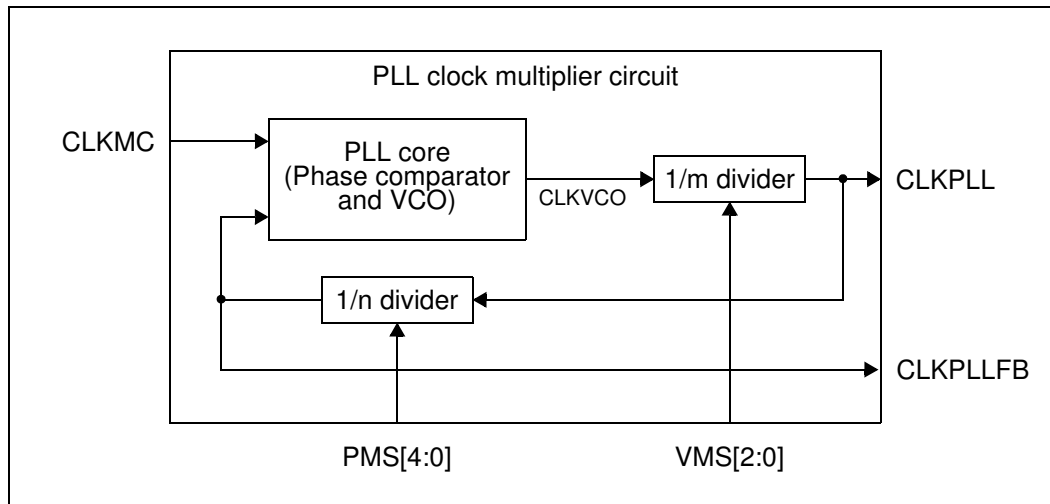 PLL clock multiplier circuit
CLKMC
PLL core
(Phase comparator
and VCO)
CLKVCO
1/m divider
CLKPLL
1/n divider
CLKPLLFB
PMS[4:0]
VMS[2:0]